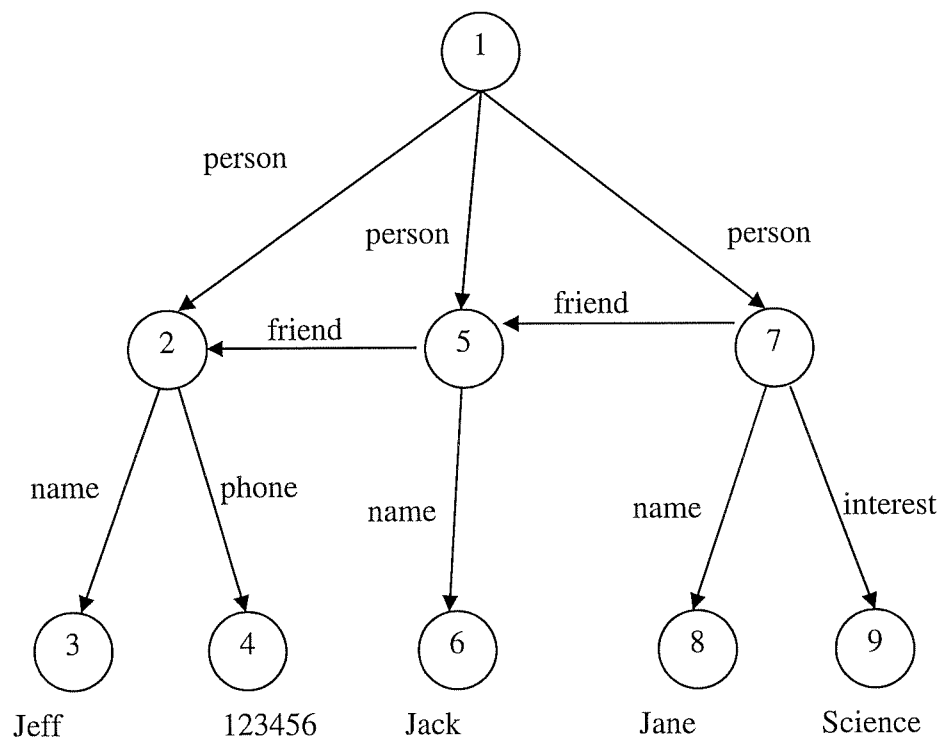 1
person
person
person
friend
friend
2
5
7
name
phone
name
name
interest
3
4
6
8
9
Jeff
123456
Jack
Jane
Science